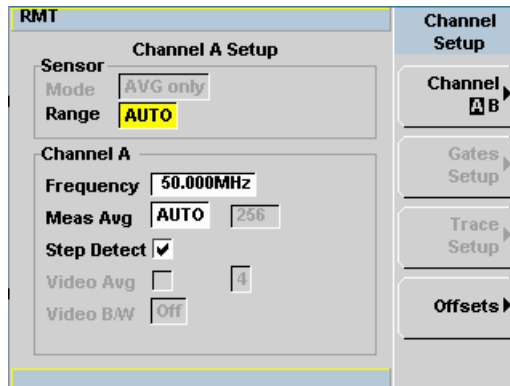 RMT
Channel A Setup
Sensor
Mode AVG only
Range AUTO
Channel A
Frequency 50.000MHz
Meas Avg AUTO 256
Step Detect
Video Avg 4
Video B/W Off
Channel
Setup
Channel
A B
Gates
Setup
Trace
Setup
Offsets